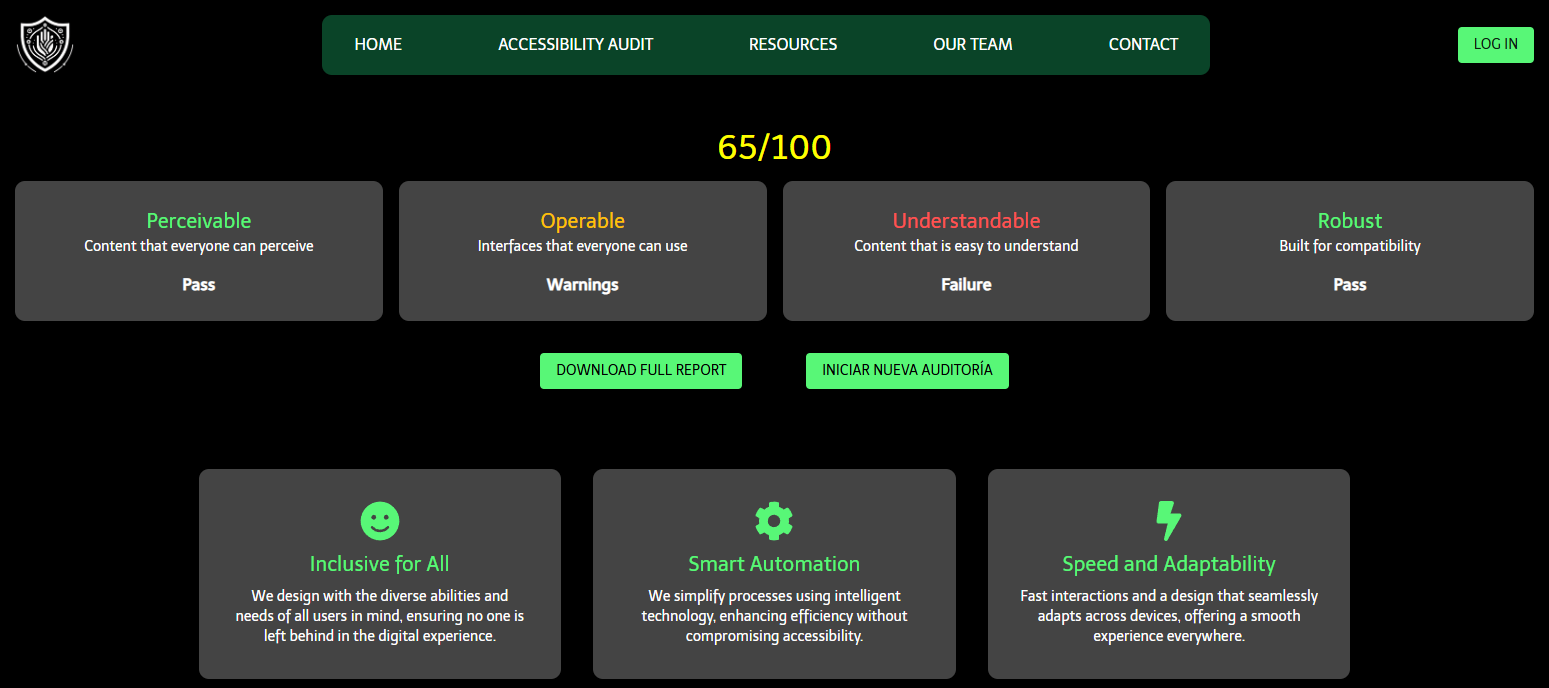 HOME
ACCESSIBILITY AUDIT
RESOURCES
OUR TEAM
CONTACT
LOG IN
65/100
Perceivable
Content that everyone can perceive
Pass
Operable
Interfaces that everyone can use
Warnings
Understandable
Content that is easy to understand
Failure
Robust
Built for compatibility
Pass
DOWNLOAD FULL REPORT
INICIAR NUEVA AUDITORÍA
Inclusive for All
We design with the diverse abilities and
needs of all users in mind, ensuring no one is
left behind in the digital experience.
Smart Automation
We simplify processes using intelligent
technology, enhancing efficiency without
compromising accessibility.
Speed and Adaptability
Fast interactions and a design that seamlessly
adapts across devices, offering a smooth
experience everywhere.